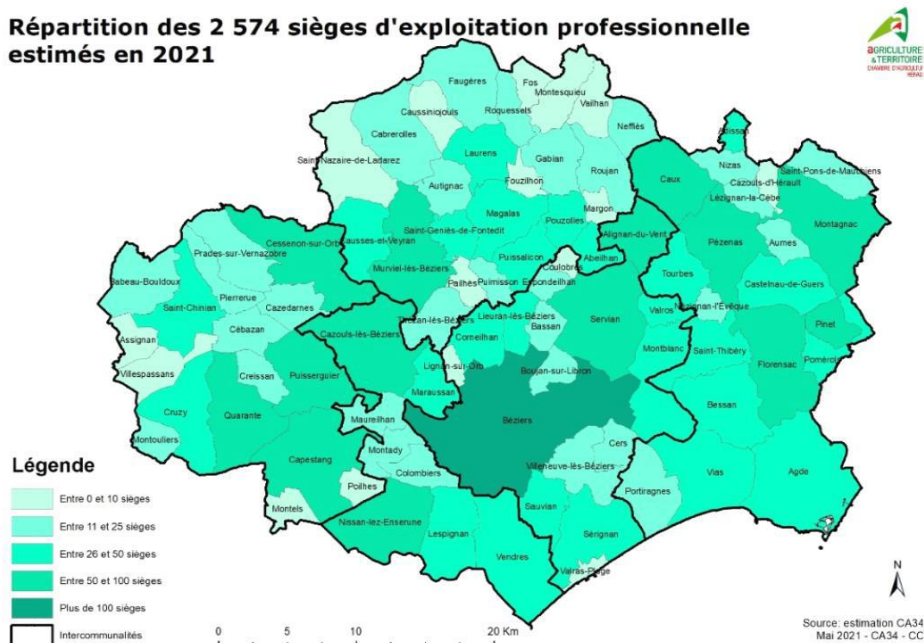 Répartition des 2 574 sièges d'exploitation professionnelle
estimés en 2021
AGRICULTURE
& TERRITOIRE
CHAMBRE D'AGRICULTURE
HÉRAULT
Faugères
Fos
Montesquieu
Caussiniojouls
Roquessels
Vailhan
Cabrerolles
Neffiès
Adissan
Saint-Nazaire-de-Ladarez
Laurens
Gabian
Roujan
Nizas
Saint-Pons-de-Mauchiens
Caux
Cazouls-d'Hérault
Autignac
Fouzilhon
Lézignan-la-Cèbe
Margon
Magalas
Pouzolles
Montagnac
Saint-Geniès-de-Fontedit
Cessenon-sur-Orb
Causses-et-Veyran
Alignan-du-Vent
Pézenas
Aumes
Prades-sur-Vernazobre
Puissalicon
Abeilhan
Murviel-lès-Béziers
Coulobres
Tourbes
Babeau-Bouldoux
Pailhès
Puimisson
Espondeilhan
Castelnau-de-Guers
Pierrerue
Saint-Chinian
Cazedarnes
Nézignan-l'Évêque
Valros
Thézan-lès-Béziers
Lieuran-lès-Béziers
Servian
Pinet
Cébazan
Bassan
Assignan
Cazouls-lès-Béziers
Corneilhan
Montblanc
Saint-Thibéry
Pomérols
Florensac
Villespassans
Creissan
Puisserguier
Lignan-sur-Orb
Boujan-sur-Libron
Maraussan
Bessan
Cruzy
Quarante
Maureilhan
Béziers
Montouliers
Cers
Montady
Capestang
Villeneuve-lès-Béziers
Colombiers
Vias
Agde
Poilhes
Portiragnes
Montels
Sauvian
Nissan-lez-Enserune
Lespignan
Sérignan
Vendres
Valras-Plage
Légende
Entre 0 et 10 sièges
Entre 11 et 25 sièges
Entre 26 et 50 sièges
Entre 50 et 100 sièges
Plus de 100 sièges
Intercommunalités
0 5 10 20 Km
N
Source: estimation CA34
Mai 2021 - CA34 - CC